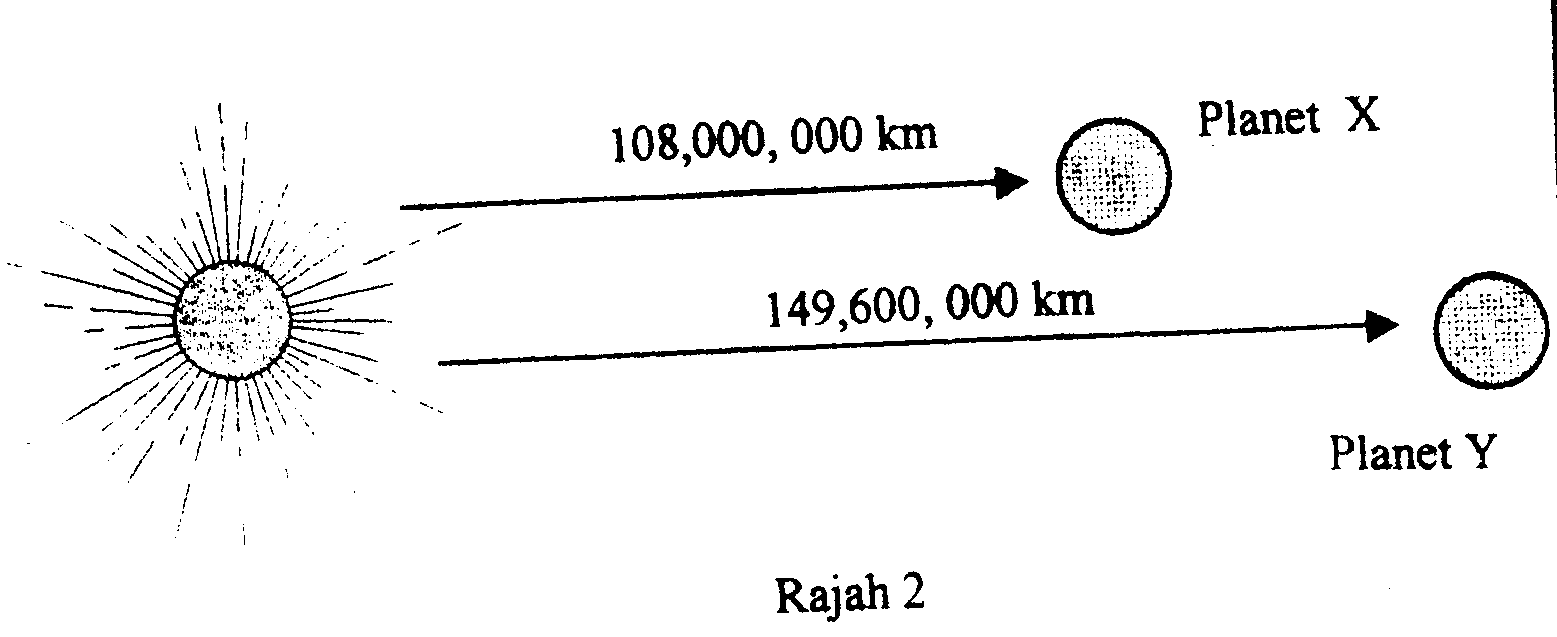 108,000, 000 km
Planet X
149,600, 000 km
Planet Y
Rajah 2